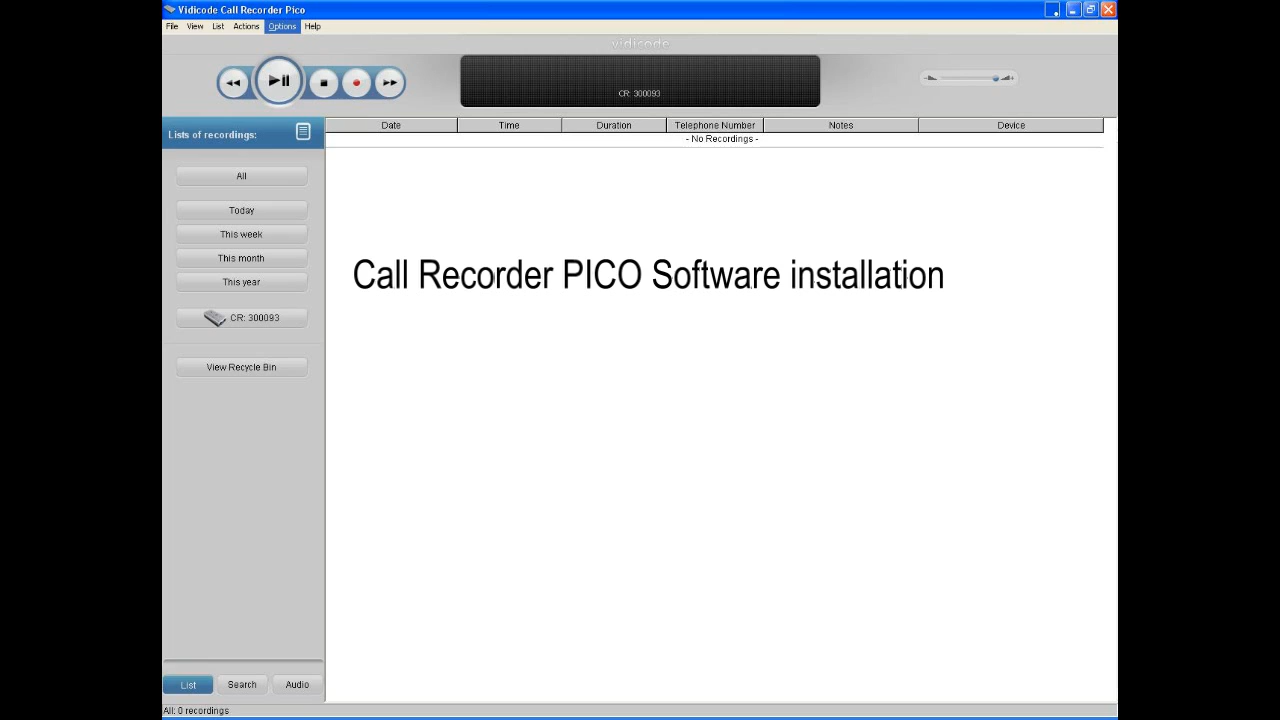 Vidicode Call Recorder Pico
File View List Actions Options Help
vidicode
CR: 300093
Lists of recordings:
Date Time Duration Telephone Number Notes Device
- No Recordings -
All
Today
This week
This month
This year
CR: 300093
View Recycle Bin
Call Recorder PICO Software installation
List Search Audio
All: 0 recordings